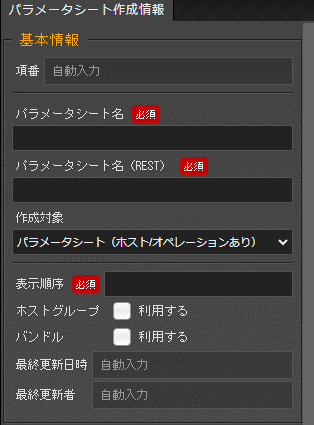 パラメータシート作成情報
基本情報
項番 自動入力
パラメータシート名 必須
パラメータシート名（REST） 必須
作成対象
パラメータシート（ホスト/オペレーションあり）
表示順序 必須
ホストグループ 利用する
バンドル 利用する
最終更新日時 自動入力
最終更新者 自動入力